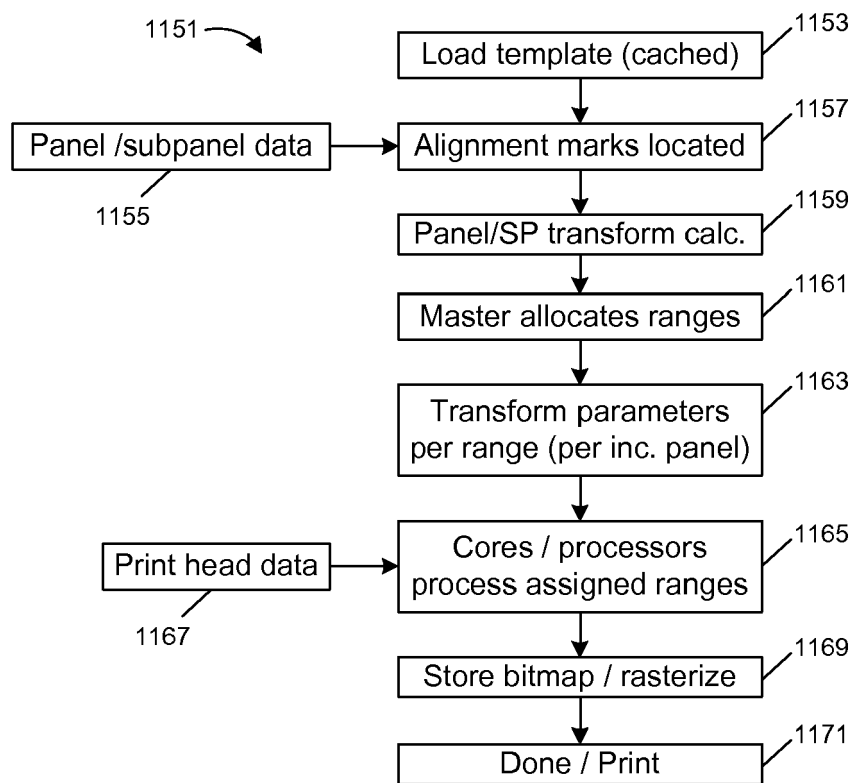 1151
1153
Load template (cached)
1157
Panel /subpanel data
Alignment marks located
1155
1159
Panel/SP transform calc.
1161
Master allocates ranges
1163
Transform parameters
per range (per inc. panel)
1165
Cores / processors
process assigned ranges
Print head data
1167
1169
Store bitmap / rasterize
1171
Done / Print